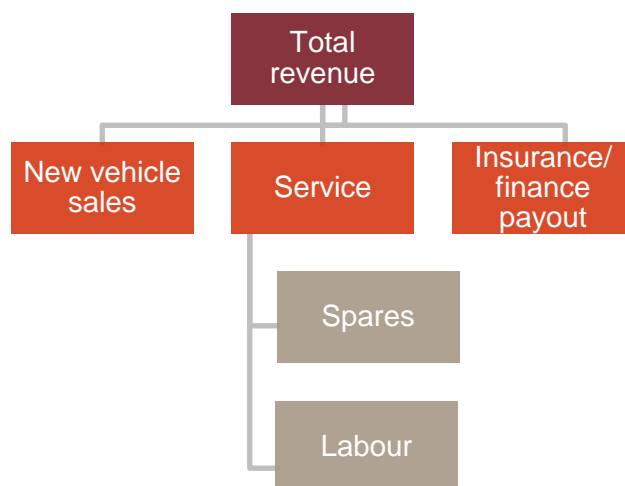 Total
revenue
New vehicle
sales
Service
Insurance/
finance
payout
Spares
Labour